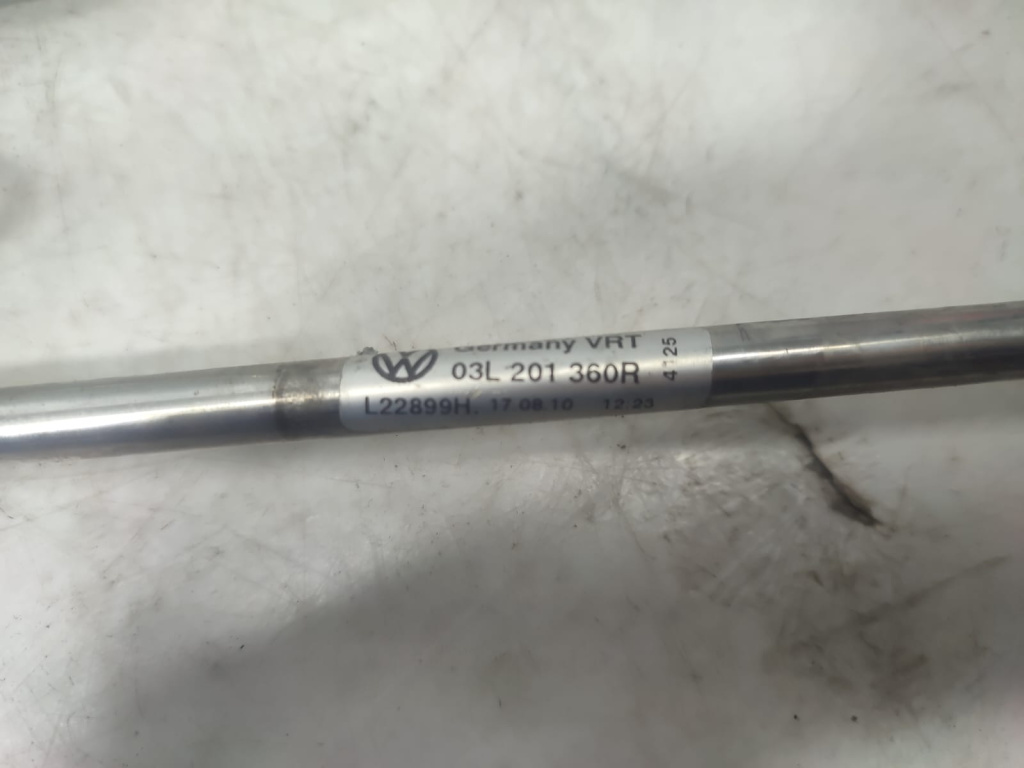 Germany VRT
03L 201 360R
4125
L22899H. 17 08.10 12:23